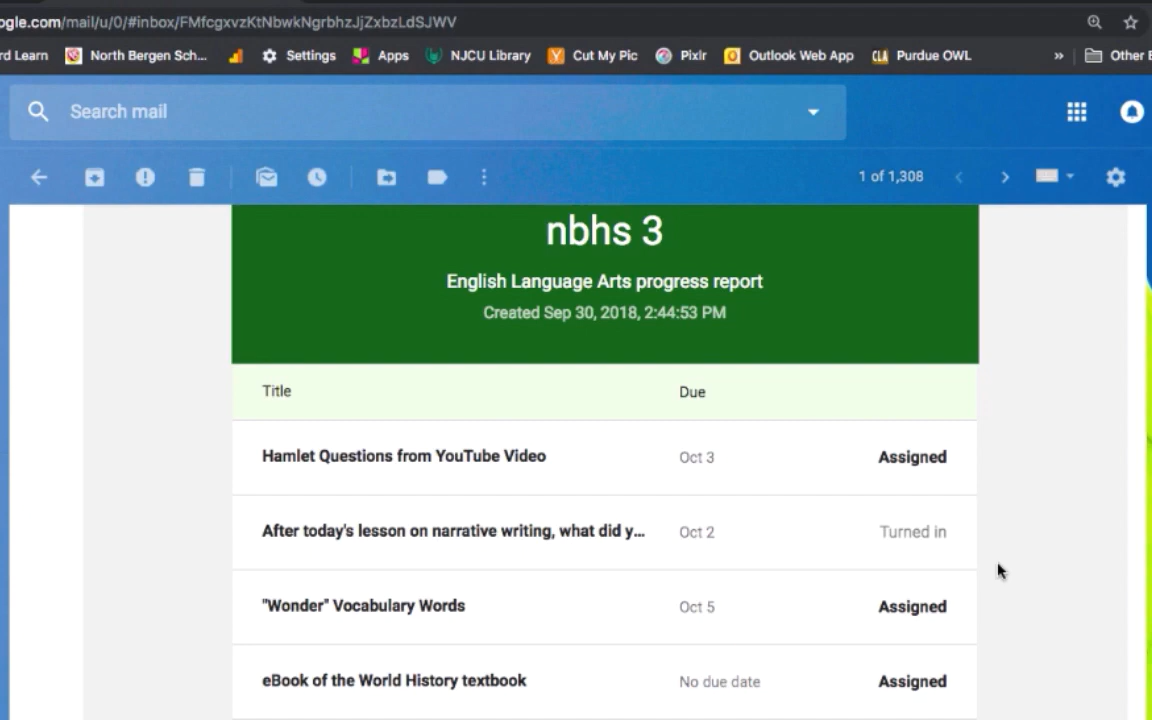 ogle.com/mail/u/0/#inbox/FMfcgxvzKtNbwkNgrbhzJjZxbzLdSJWV
rd Learn North Bergen Sch... Settings Apps NJCU Library Cut My Pic Pixlr Outlook Web App CLA Purdue OWL » Other
Search mail
1 of 1,308
nbhs 3
English Language Arts progress report
Created Sep 30, 2018, 2:44:53 PM
Title Due
Hamlet Questions from YouTube Video Oct 3 Assigned
After today's lesson on narrative writing, what did y... Oct 2 Turned in
"Wonder" Vocabulary Words Oct 5 Assigned
eBook of the World History textbook No due date Assigned